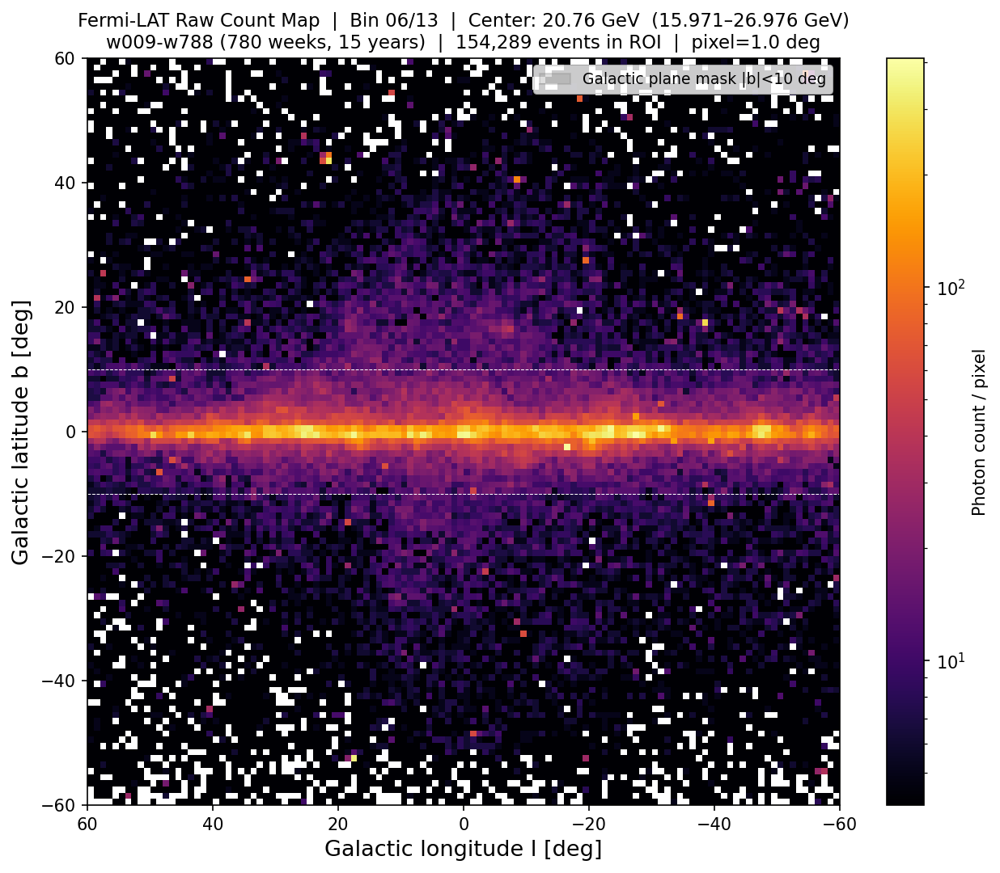 Fermi-LAT Raw Count Map | Bin 06/13 | Center: 20.76 GeV (15.971–26.976 GeV)
w009-w788 (780 weeks, 15 years) | 154,289 events in ROI | pixel=1.0 deg
Galactic plane mask |b|<10 deg
60
40
20
0
−20
−40
−60
Galactic latitude b [deg]
60
40
20
0
−20
−40
−60
Galactic longitude l [deg]
10²
10¹
Photon count / pixel